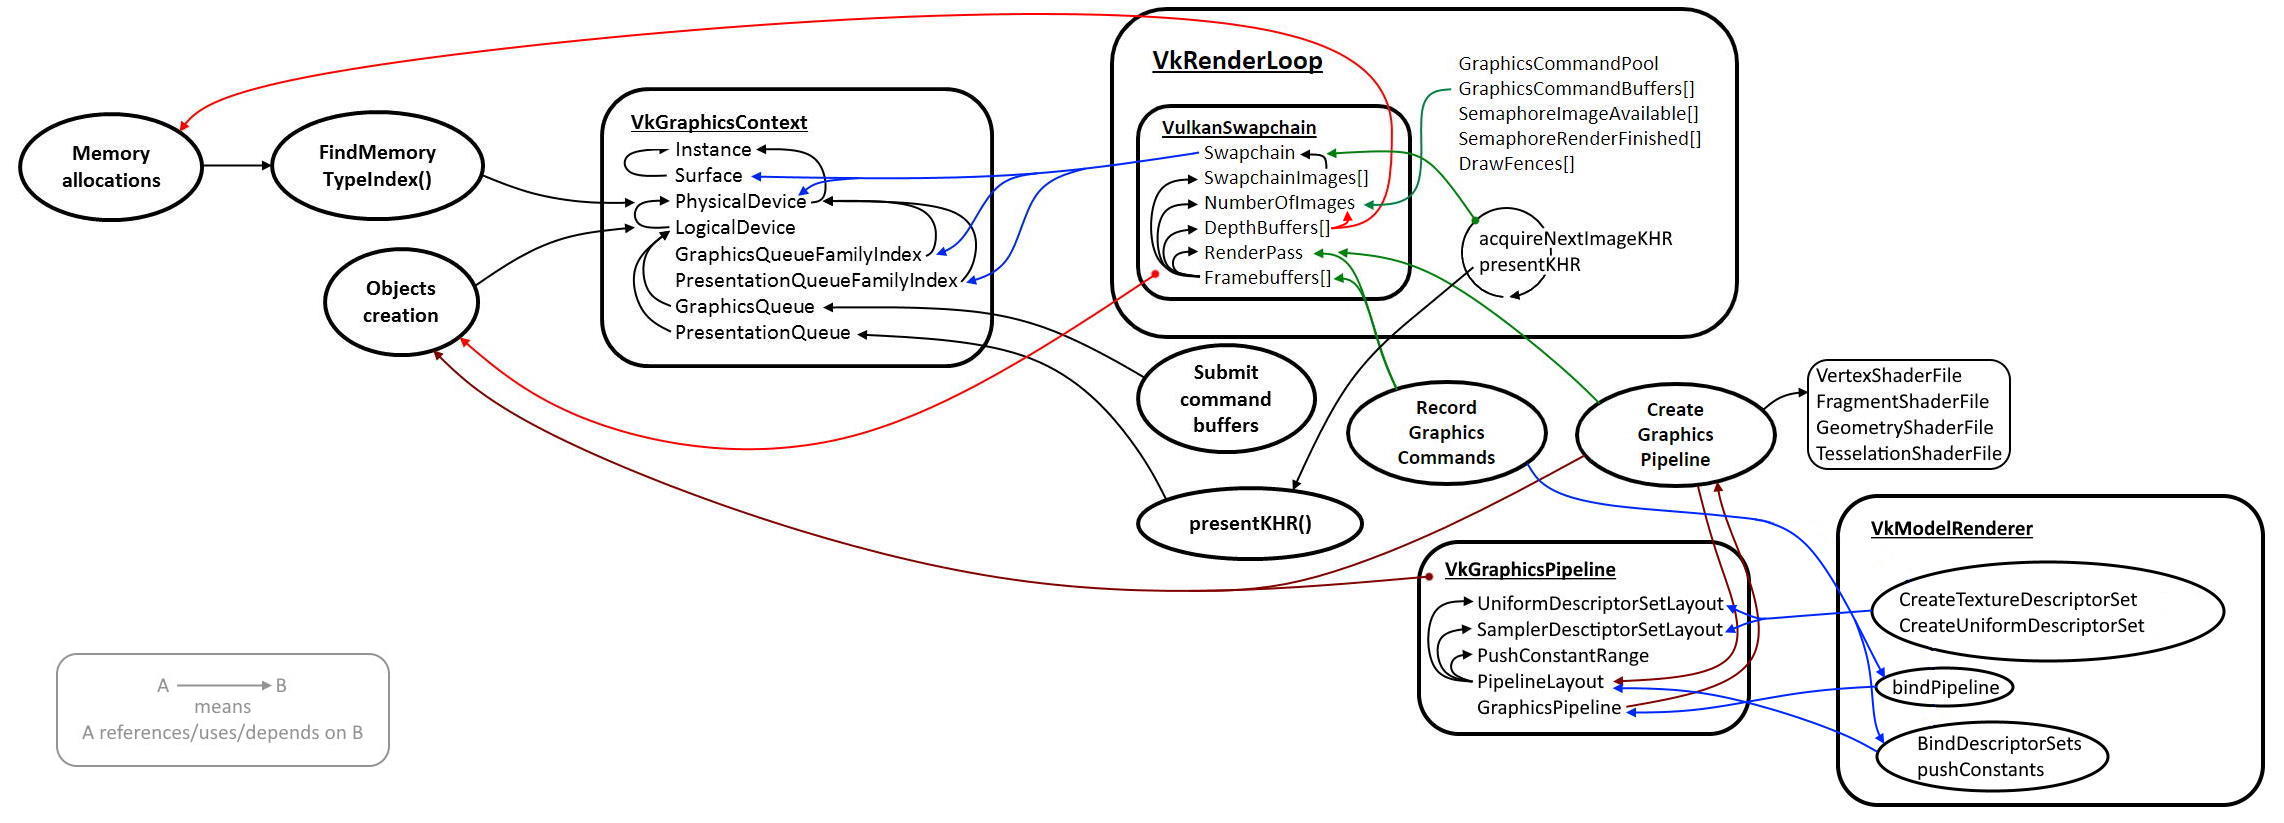 Memory
allocations
FindMemory
TypeIndex()
Objects
creation
VkGraphicsContext
Instance
Surface
PhysicalDevice
LogicalDevice
GraphicsQueueFamilyIndex
PresentationQueueFamilyIndex
GraphicsQueue
PresentationQueue
VkRenderLoop
VulkanSwapchain
Swapchain
SwapchainImages[]
NumberOfImages
DepthBuffers[]
RenderPass
Framebuffers[]
GraphicsCommandPool
GraphicsCommandBuffers[]
SemaphoreImageAvailable[]
SemaphoreRenderFinished[]
DrawFences[]
acquireNextImageKHR
presentKHR
Submit
command
buffers
presentKHR()
Record
Graphics
Commands
Create
Graphics
Pipeline
VertexShaderFile
FragmentShaderFile
GeometryShaderFile
TesselationShaderFile
VkGraphicsPipeline
UniformDescriptorSetLayout
SamplerDesctiptorSetLayout
PushConstantRange
PipelineLayout
GraphicsPipeline
VkModelRenderer
CreateTextureDescriptorSet
CreateUniformDescriptorSet
bindPipeline
BindDescriptorSets
pushConstants
A B
means
A references/uses/depends on B